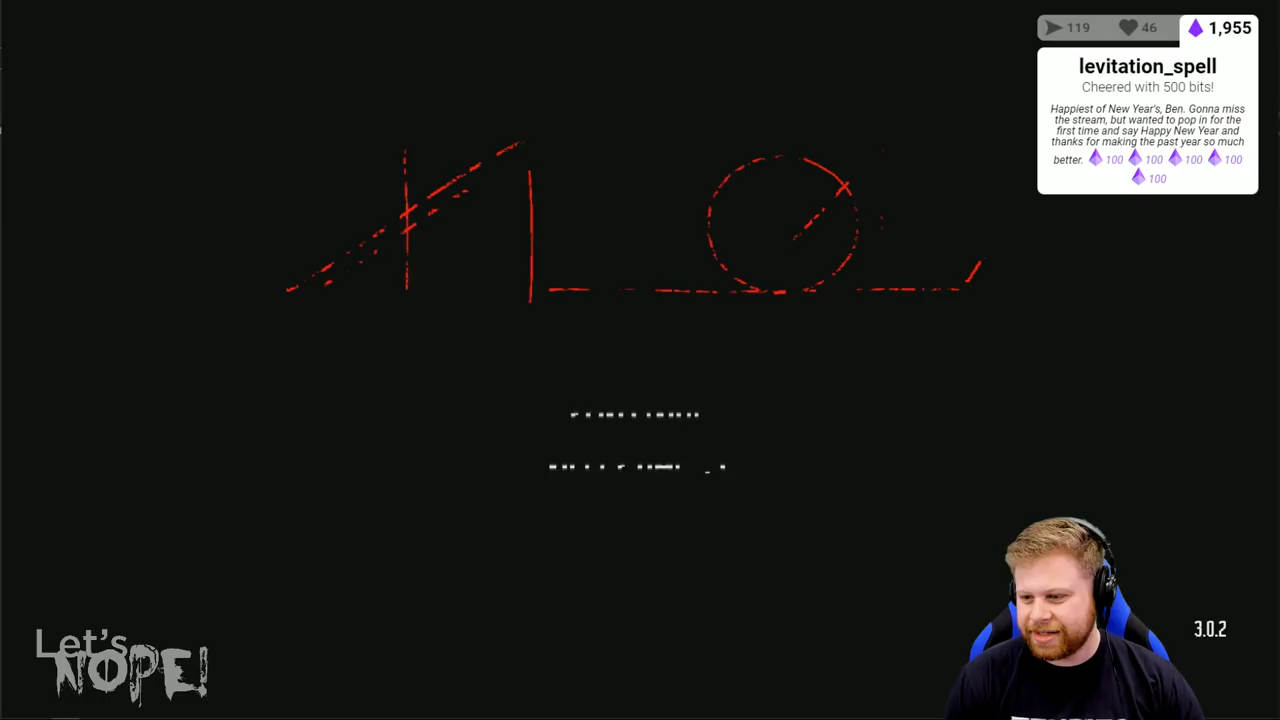 119 46 1,955
levitation_spell
Cheered with 500 bits!
Happiest of New Year's, Ben. Gonna miss
the stream, but wanted to pop in for the
first time and say Happy New Year and
thanks for making the past year so much
better. 100 100 100 100
100
Let's
NOPE!
3.0.2